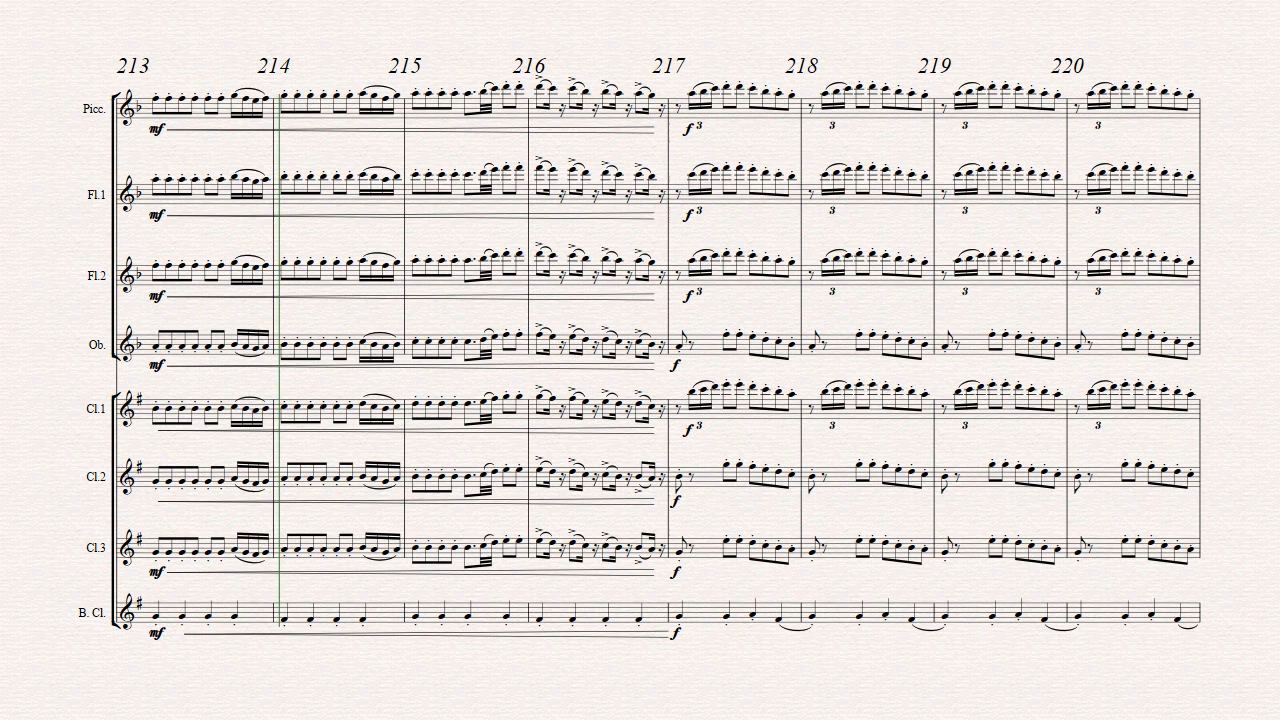 213 214 215 216 217 218 219 220
Picc.
mf f 3 3 3 3
Fl.1
mf f 3 3 3 3
Fl.2
mf f 3 3 3 3
Ob.
mf f
Cl.1
f 3 3 3 3
Cl.2
f
Cl.3
mf f
B. Cl.
mf f